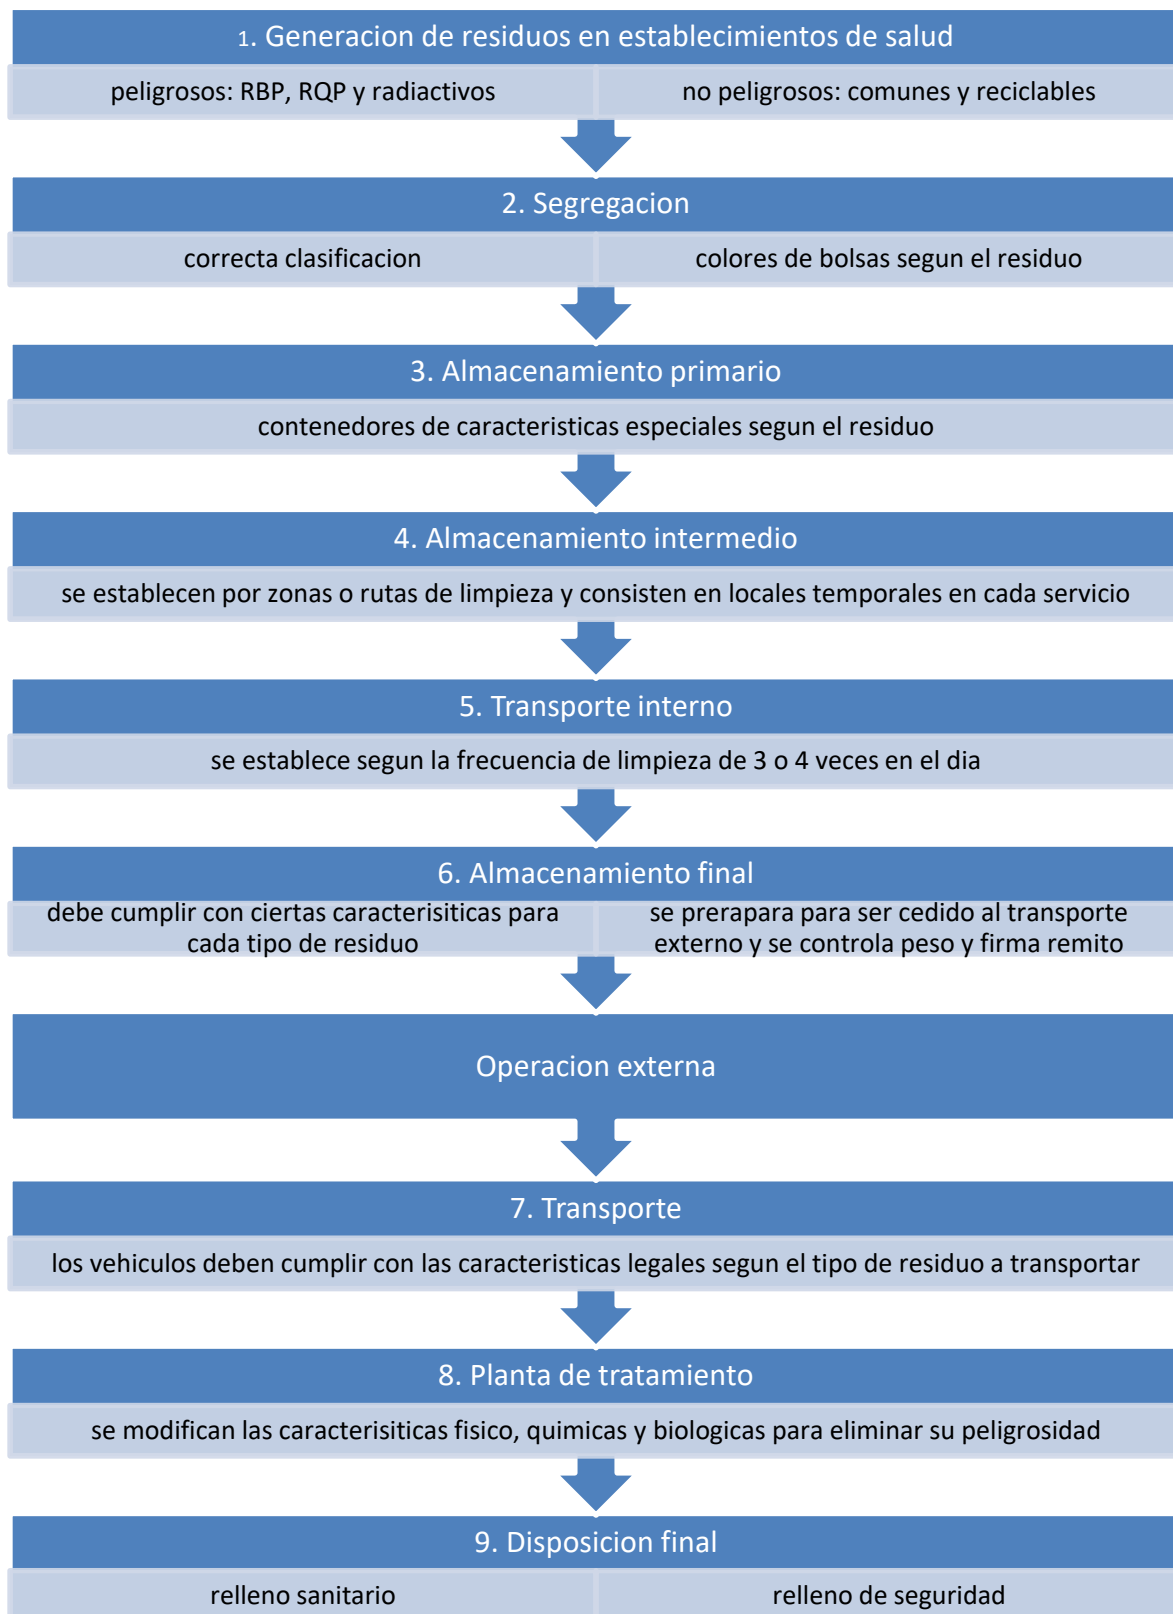 1. Generacion de residuos en establecimientos de salud
peligrosos: RBP, RQP y radiactivos
no peligrosos: comunes y reciclables
2. Segregacion
correcta clasificacion
colores de bolsas segun el residuo
3. Almacenamiento primario
contenedores de caracteristicas especiales segun el residuo
4. Almacenamiento intermedio
se establecen por zonas o rutas de limpieza y consisten en locales temporales en cada servicio
5. Transporte interno
se establece segun la frecuencia de limpieza de 3 o 4 veces en el dia
6. Almacenamiento final
debe cumplir con ciertas caracterisiticas para
cada tipo de residuo
se prerapara para ser cedido al transporte
externo y se controla peso y firma remito
Operacion externa
7. Transporte
los vehiculos deben cumplir con las caracteristicas legales segun el tipo de residuo a transportar
8. Planta de tratamiento
se modifican las caracterisiticas fisico, quimicas y biologicas para eliminar su peligrosidad
9. Disposicion final
relleno sanitario
relleno de seguridad